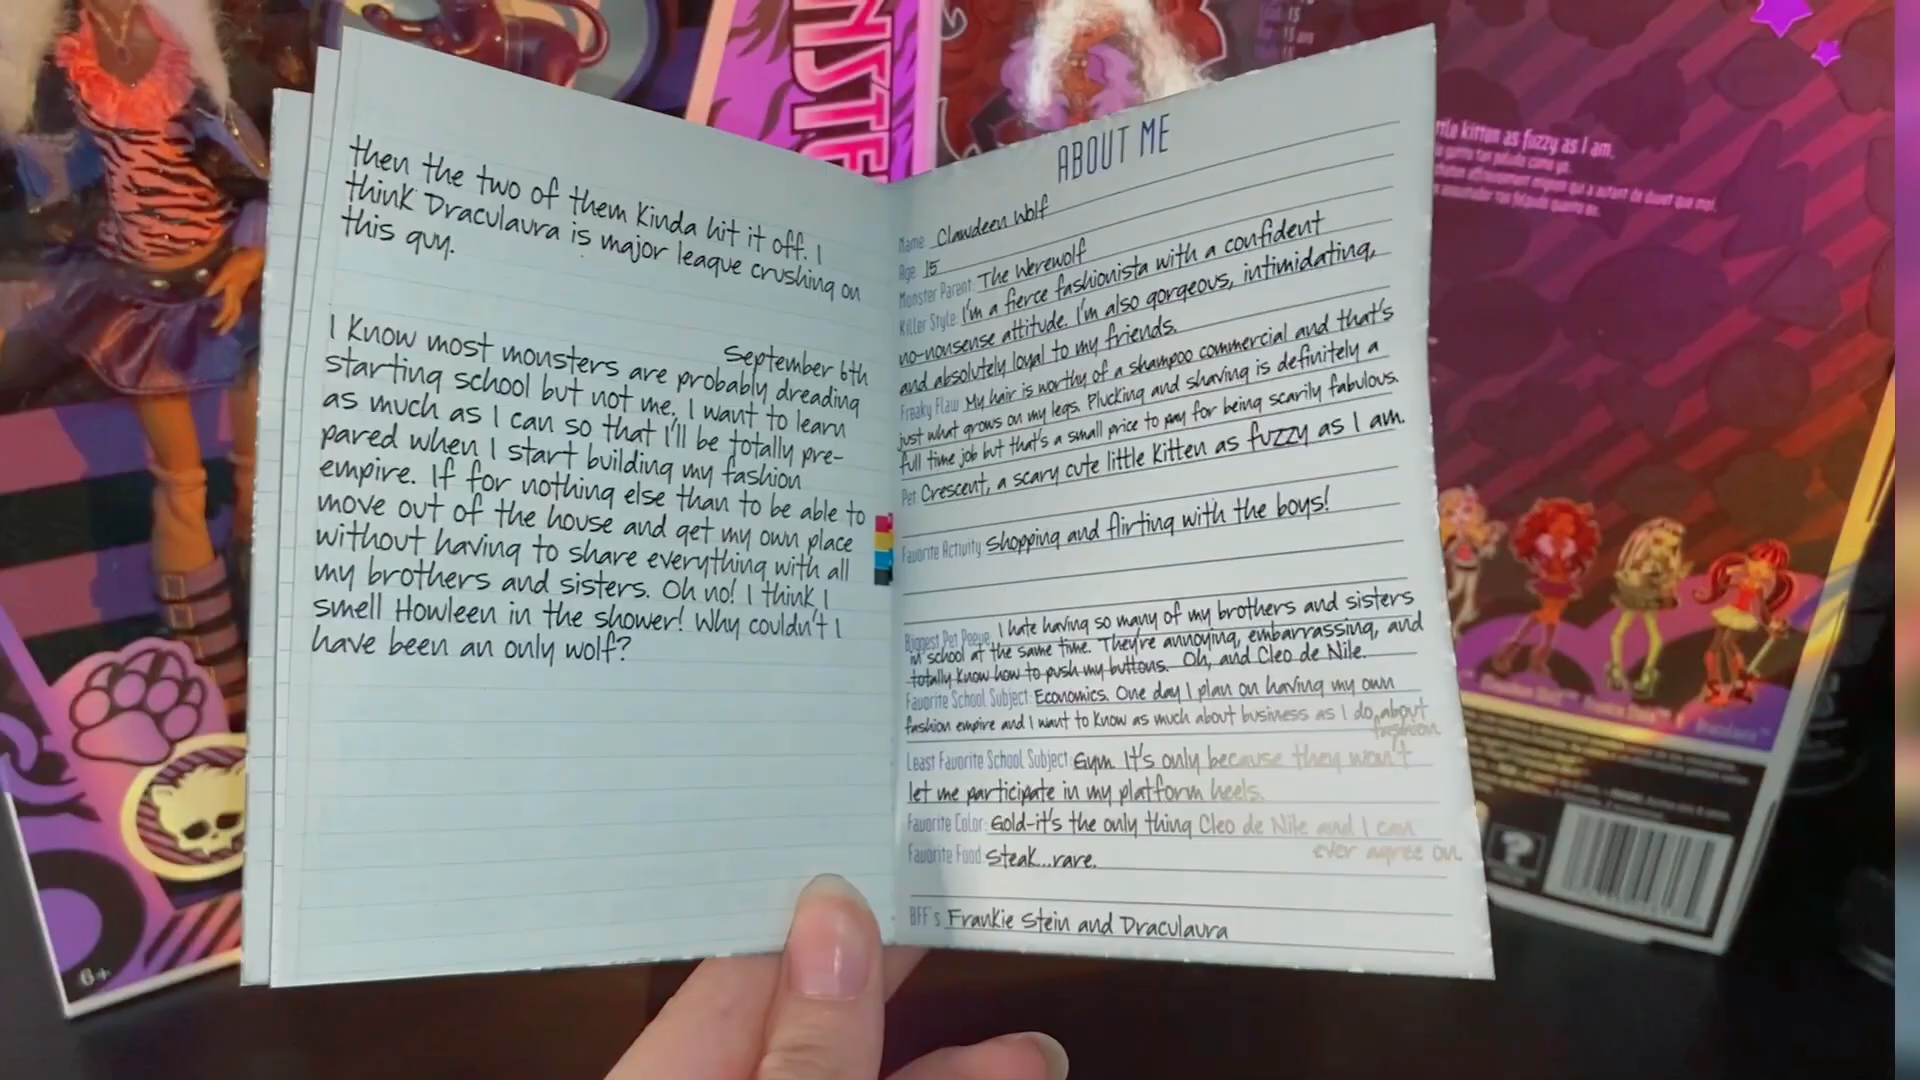 then the two of them kinda hit it off. I
think Draculaura is major league crushing on
this guy.
September 6th
I know most monsters are probably dreading
starting school but not me. I want to learn
as much as I can so that I'll be totally pre-
pared when I start building my fashion
empire. If for nothing else than to be able to
move out of the house and get my own place
without having to share everything with all
my brothers and sisters. Oh no! I think I
smell Howleen in the shower! Why couldn't I
have been an only wolf?
6+
NSTE
ABOUT ME
Name: Clawdeen Wolf
Age: 15
Monster Parent: The Werewolf
Killer Style: I'm a fierce fashionista with a confident
no-nonsense attitude. I'm also gorgeous, intimidating,
and absolutely loyal to my friends.
Freaky Flaw My hair is worthy of a shampoo commercial and that's
just what grows on my legs. Plucking and shaving is definitely a
full time job but that's a small price to pay for being scarily fabulous.
Pet Crescent, a scary cute little kitten as fuzzy as I am.
Favorite Activity Shopping and flirting with the boys!
Biggest Pet Peeve I hate having so many of my brothers and sisters
in school at the same time. They're annoying, embarrassing, and
totally know how to push my buttons. Oh, and Cleo de Nile.
Favorite School Subject: Economics. One day I plan on having my own
fashion empire and I want to know as much about business as I do about
fashion
Least Favorite School Subject: Gym. It's only because they won't
let me participate in my platform heels.
Favorite Color: Gold-it's the only thing Cleo de Nile and I can
ever agree on.
Favorite Food Steak...rare.
BFF's Frankie Stein and Draculaura
ttle kitten as fuzzy as I am.
?